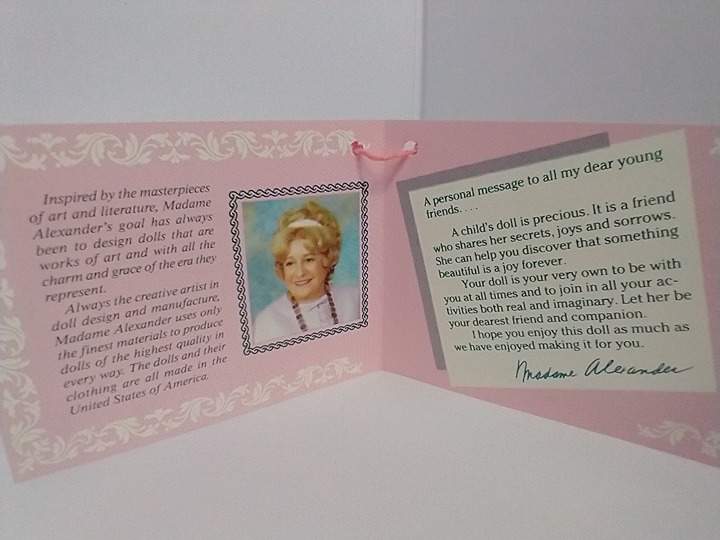 Inspired by the masterpieces
of art and literature, Madame
Alexander's goal has always
been to design dolls that are
works of art and with all the
charm and grace of the era they
represent.
Always the creative artist in
doll design and manufacture,
Madame Alexander uses only
the finest materials to produce
dolls of the highest quality in
every way. The dolls and their
clothing are all made in the
United States of America.
A personal message to all my dear young
friends. . . .
A child's doll is precious. It is a friend
who shares her secrets, joys and sorrows.
She can help you discover that something
beautiful is a joy forever.
Your doll is your very own to be with
you at all times and to join in all your ac-
tivities both real and imaginary. Let her be
your dearest friend and companion.
I hope you enjoy this doll as much as
we have enjoyed making it for you.
Madame Alexander